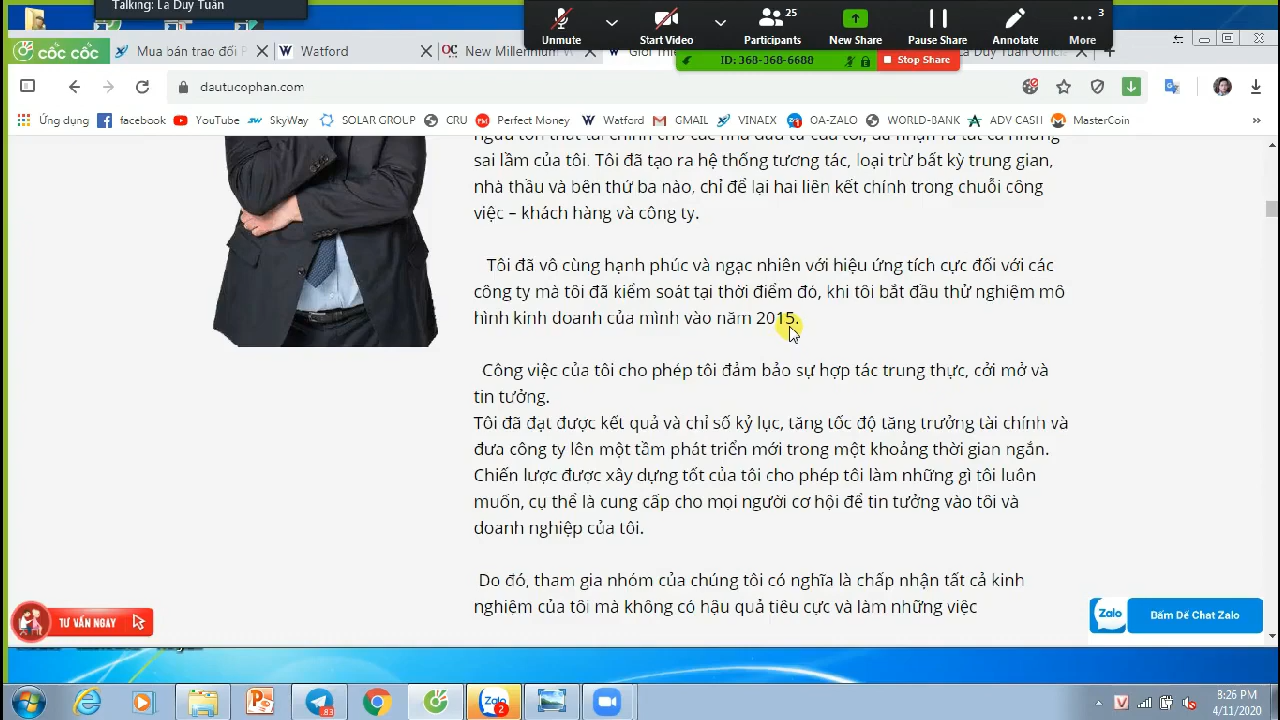 Talking: La Duy Tuấn
Unmute
Start Video
25
Participants
New Share
Pause Share
Annotate
3
More
cốc cốc
Mua bán trao đổi P
Watford
New Millennium
La Duy Tuan Offic
ID: 368-368-6688
Stop Share
dautucophan.com
Ứng dụng
facebook
YouTube
SkyWay
SOLAR GROUP
CRU
Perfect Money
Watford
GMAIL
VINAEX
OA-ZALO
WORLD-BANK
ADY CASH
MasterCoin
sai lầm của tôi. Tôi đã tạo ra hệ thống tương tác, loại trừ bất kỳ trung gian,
nhà thầu và bên thứ ba nào, chỉ để lại hai liên kết chính trong chuỗi công
việc – khách hàng và công ty.
Tôi đã vô cùng hạnh phúc và ngạc nhiên với hiệu ứng tích cực đối với các
công ty mà tôi đã kiểm soát tại thời điểm đó, khi tôi bắt đầu thử nghiệm mô
hình kinh doanh của mình vào năm 2015.
Công việc của tôi cho phép tôi đảm bảo sự hợp tác trung thực, cởi mở và
tin tưởng.
Tôi đã đạt được kết quả và chỉ số kỷ lục, tăng tốc độ tăng trưởng tài chính và
đưa công ty lên một tầm phát triển mới trong một khoảng thời gian ngắn.
Chiến lược được xây dựng tốt của tôi cho phép tôi làm những gì tôi luôn
muốn, cụ thể là cung cấp cho mọi người cơ hội để tin tưởng vào tôi và
doanh nghiệp của tôi.
Do đó, tham gia nhóm của chúng tôi có nghĩa là chấp nhận tất cả kinh
nghiệm của tôi mà không có hậu quả tiêu cực và làm những việc
TƯ VẤN NGAY
Zalo
Bấm Để Chat Zalo
83
Zalo
2
8:26 PM
4/11/2020